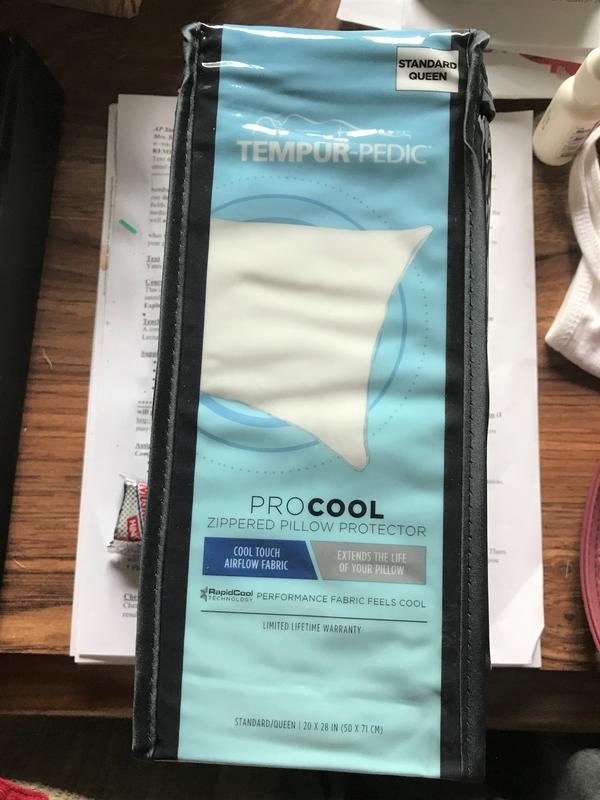 STANDARD
QUEEN
TEMPUR-PEDIC
PROCOOL
ZIPPERED PILLOW PROTECTOR
COOL TOUCH
AIRFLOW FABRIC
EXTENDS THE LIFE
OF YOUR PILLOW
RapidCool
TECHNOLOGY
PERFORMANCE FABRIC FEELS COOL
LIMITED LIFETIME WARRANTY
STANDARD/QUEEN | 20 X 28 IN (50 X 71 CM)